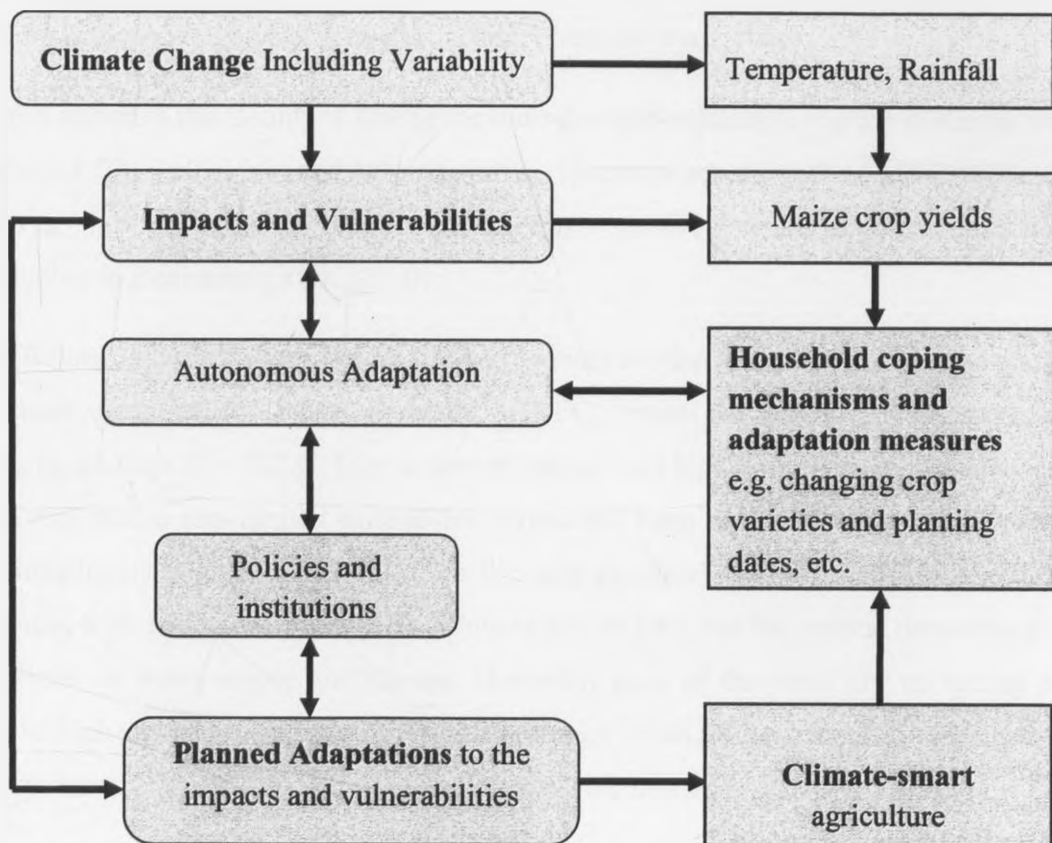 Climate Change Including Variability
Temperature, Rainfall
Impacts and Vulnerabilities
Maize crop yields
Autonomous Adaptation
Household coping
mechanisms and
adaptation measures
e.g. changing crop
varieties and planting
dates, etc.
Policies and
institutions
Planned Adaptations to the
impacts and vulnerabilities
Climate-smart
agriculture